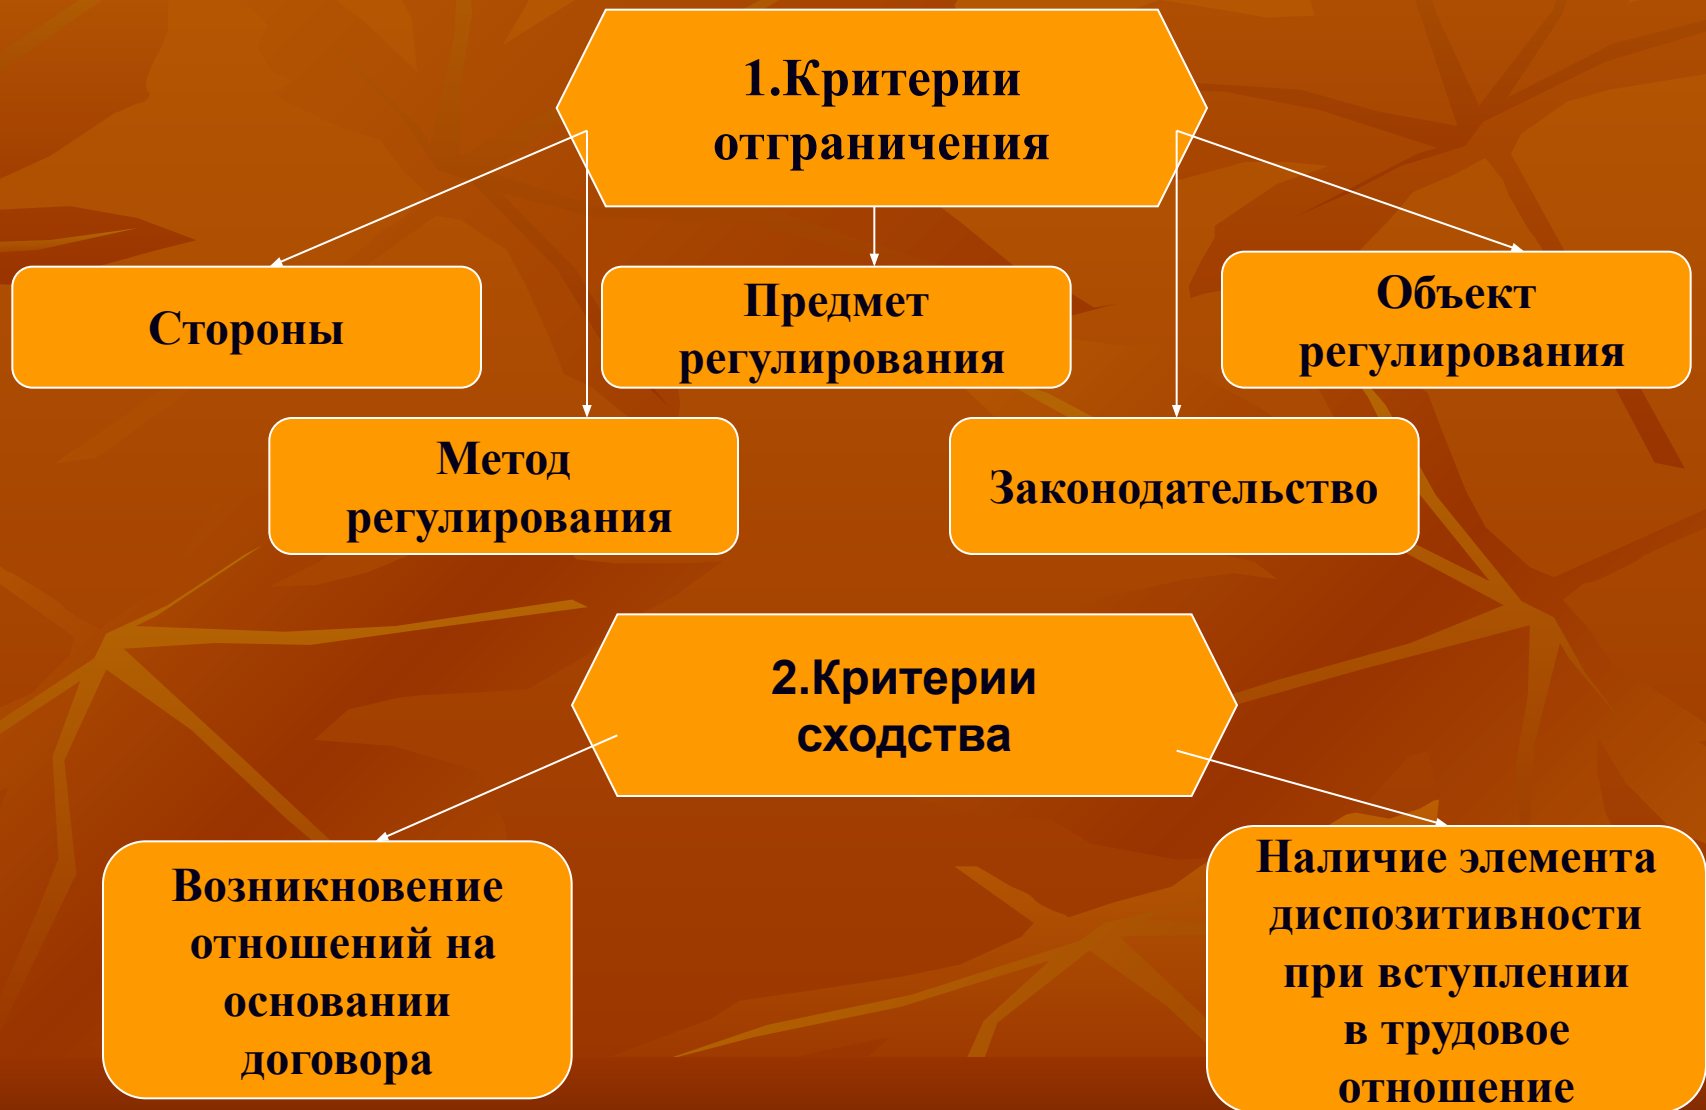 1.Критерии
отграничения
Стороны
Предмет
регулирования
Объект
регулирования
Метод
регулирования
Законодательство
2.Критерии
сходства
Возникновение
отношений на
основании
договора
Наличие элемента
диспозитивности
при вступлении
в трудовое
отношение